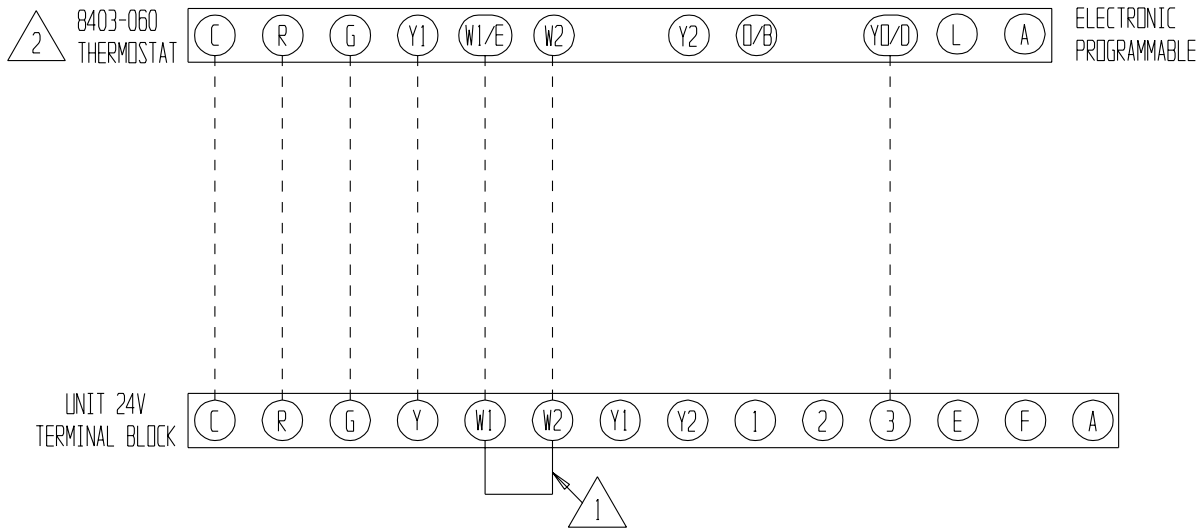 2
8403-060
THERMOSTAT
C R G Y1 W1/E W2 Y2 O/B YO/D L A
ELECTRONIC
PROGRAMMABLE
UNIT 24V
TERMINAL BLOCK
C R G Y W1 W2 Y1 Y2 1 2 3 E F A
1